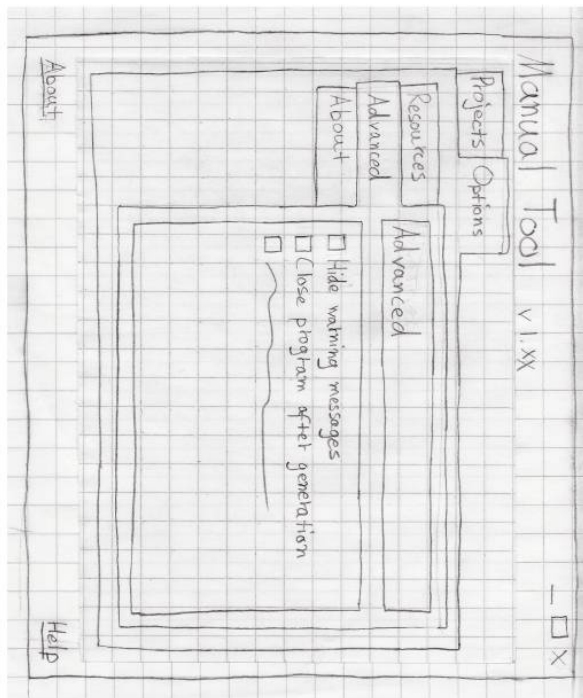 Manual Tool v 1.XX _ □ X
Projects Options
Resources
Advanced
About
Advanced
Hide warning messages
Close program after generation
About
Help